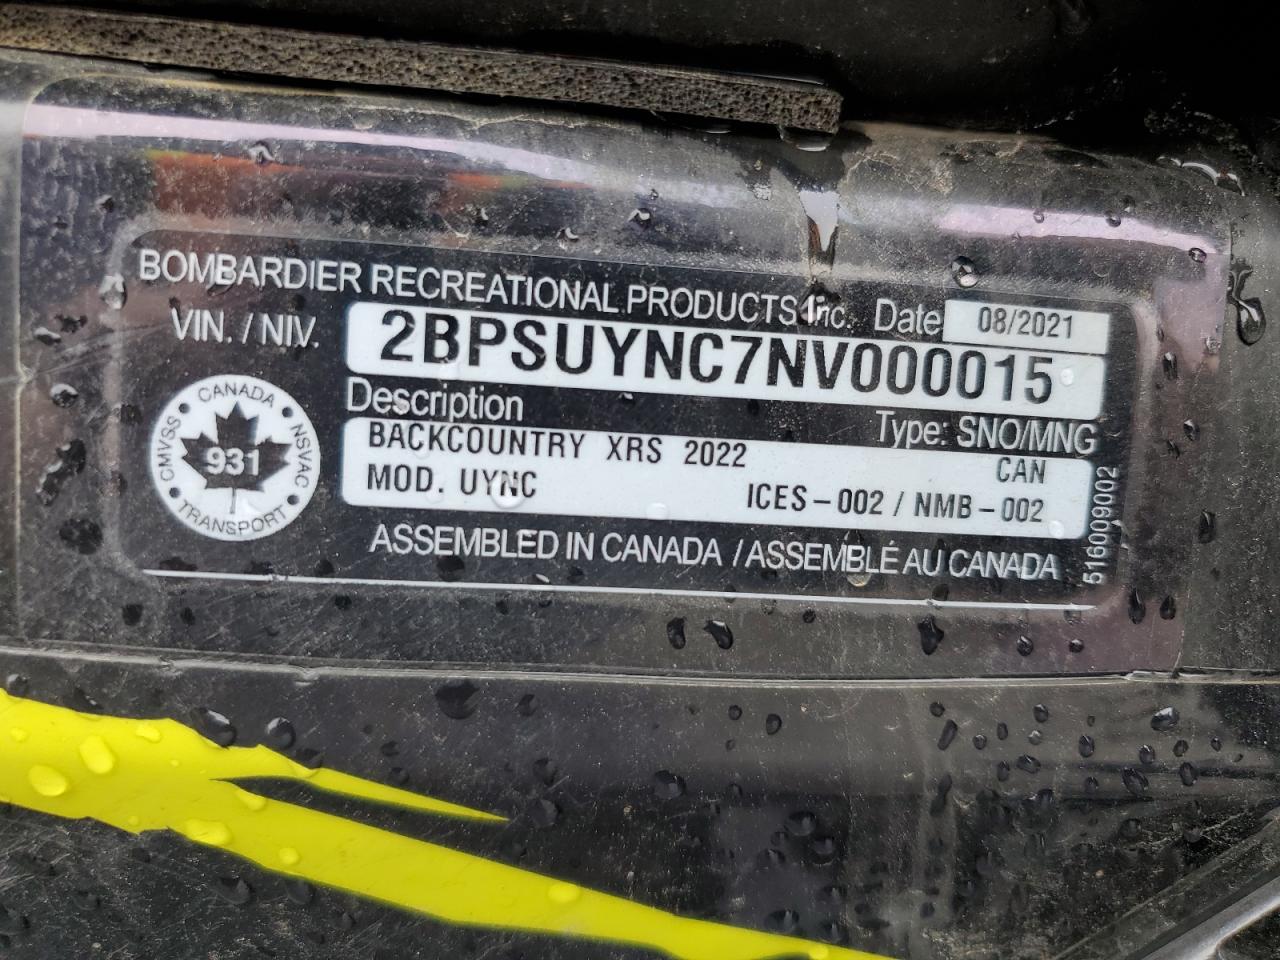 BOMBARDIER RECREATIONAL PRODUCTS Inc. Date 08/2021
VIN. / NIV. 2BPSUYNC7NV000015
Description Type: SNO/MNG
BACKCOUNTRY XRS 2022 CAN
MOD. UYNC ICES-002 / NMB-002
ASSEMBLED IN CANADA / ASSEMBLÉ AU CANADA
516009002
CANADA
CMVSS 931 NSVAC
TRANSPORT